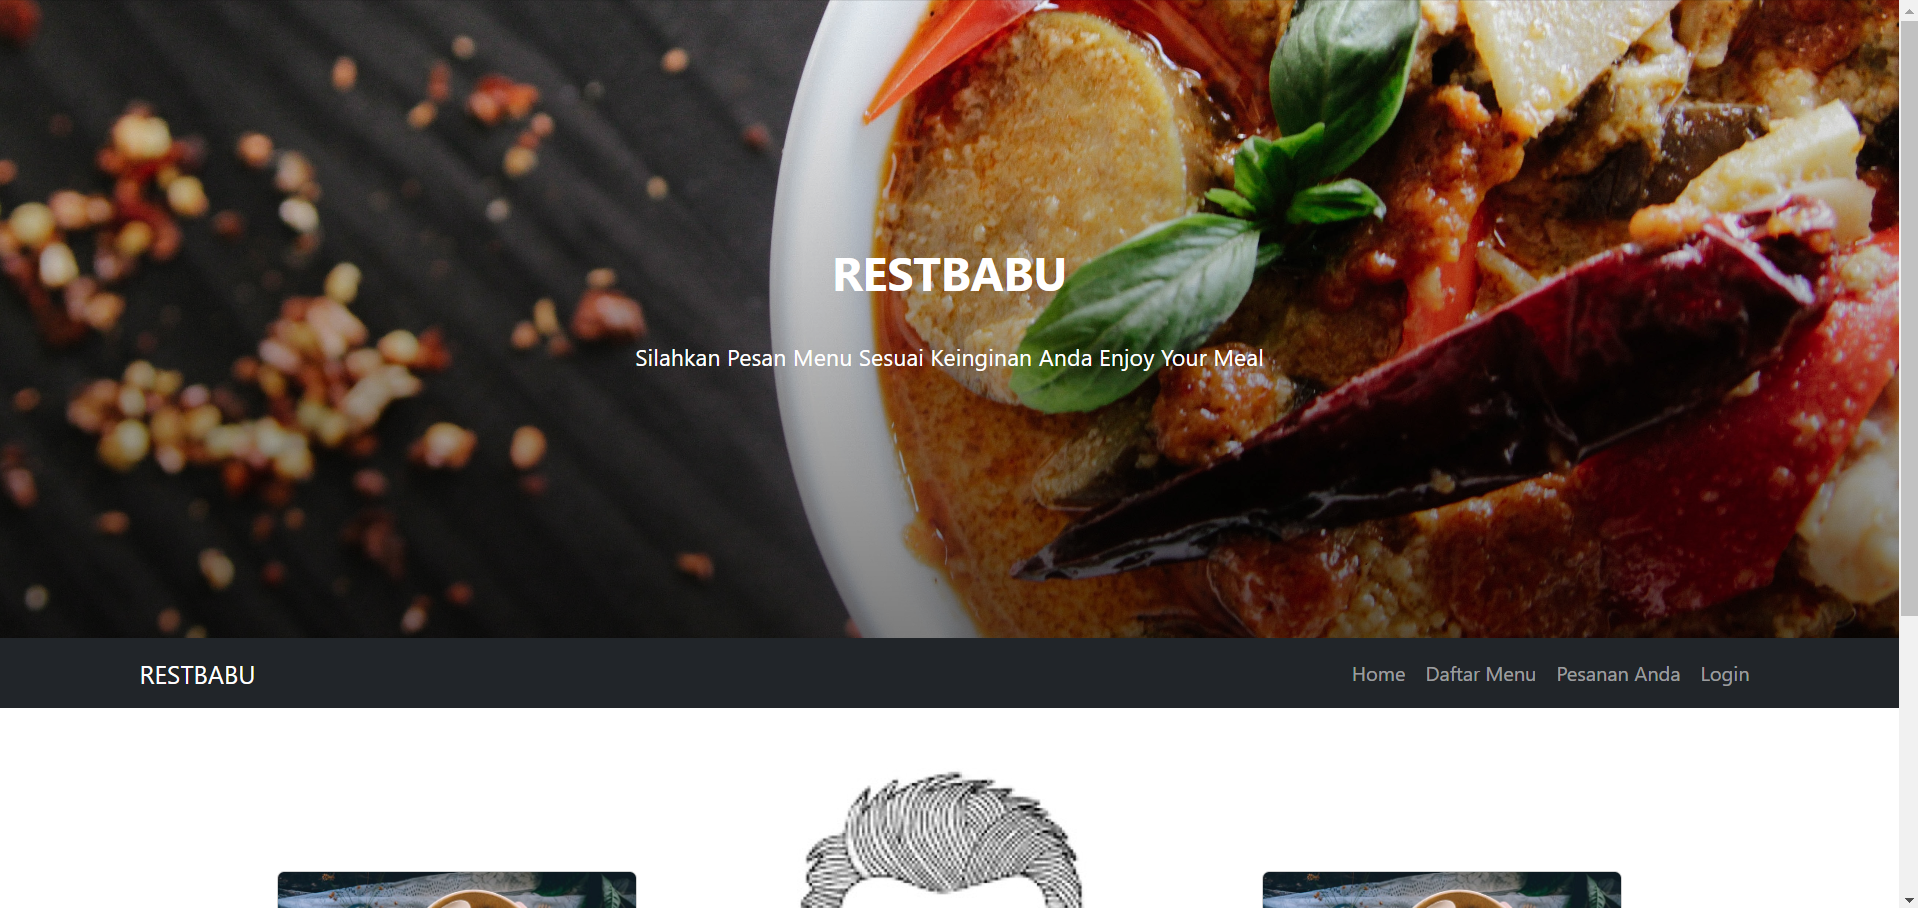 RESTBABU
Silahkan Pesan Menu Sesuai Keinginan Anda Enjoy Your Meal
RESTBABU
Home
Daftar Menu
Pesanan Anda
Login